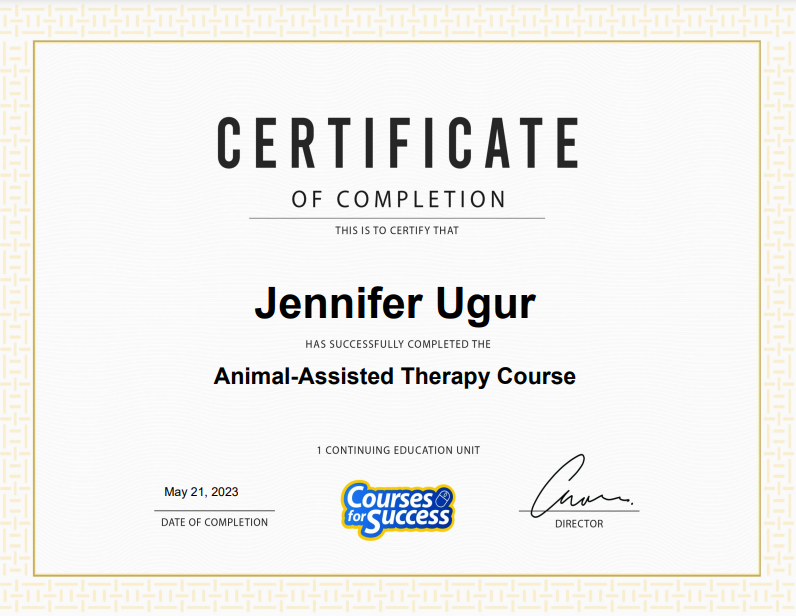 CERTIFICATE
OF COMPLETION
THIS IS TO CERTIFY THAT
Jennifer Ugur
HAS SUCCESSFULLY COMPLETED THE
Animal-Assisted Therapy Course
1 CONTINUING EDUCATION UNIT
May 21, 2023
DATE OF COMPLETION
Courses
for Success
DIRECTOR